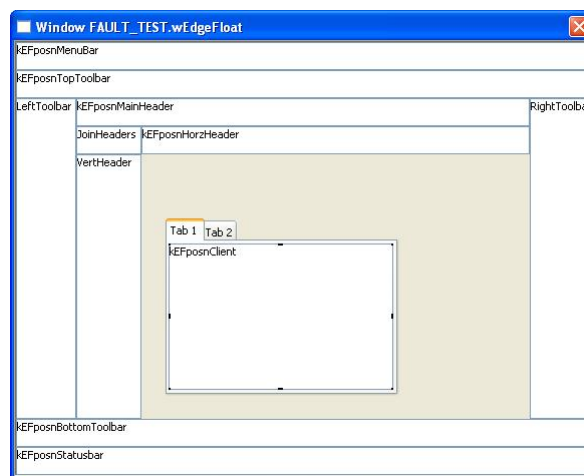 Window FAULT_TEST.wEdgeFloat
kEFposnMenuBar
kEFposnTopToolbar
LeftToolbar
kEFposnMainHeader
RightToolba
JoinHeaders
kEFposnHorzHeader
VertHeader
Tab 1
Tab 2
kEFposnClient
kEFposnBottomToolbar
kEFposnStatusbar